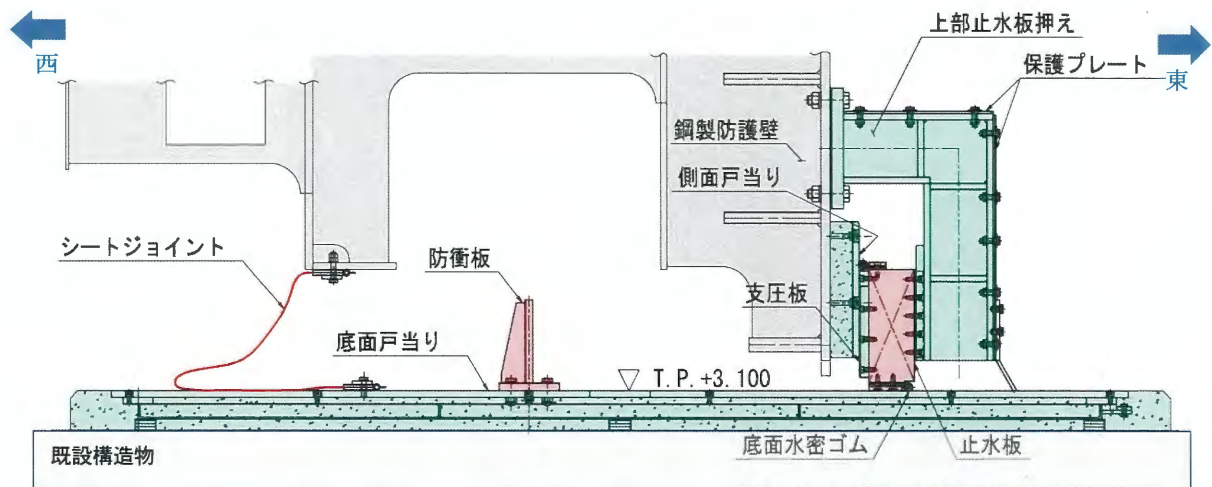 西
東
上部止水板押え
保護プレート
鋼製防護壁
側面戸当り
シートジョイント
防衝板
支圧板
底面戸当り
T.P.+3.100
底面水密ゴム
止水板
既設構造物